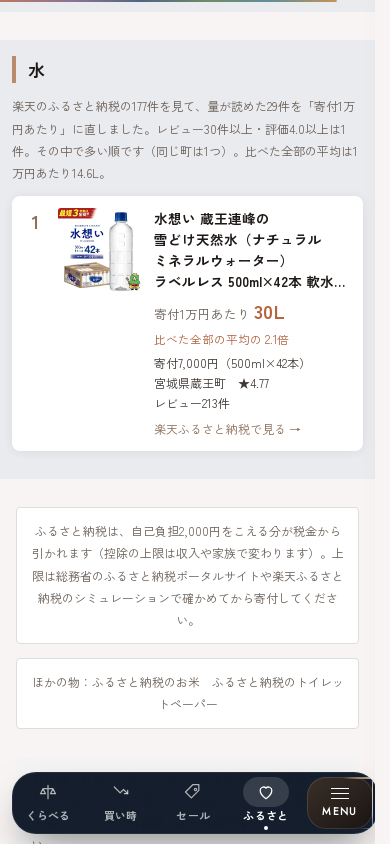 水
楽天のふるさと納税の177件を見て、量が読めた29件を「寄付1万
円あたり」に直しました。レビュー30件以上・評価4.0以上は1
件。その中で多い順です（同じ町は1つ）。比べた全部の平均は1
万円あたり14.6L。
1
最短3
水想い
42本
水想い 蔵王連峰の
雪どけ天然水（ナチュラル
ミネラルウォーター）
ラベルレス 500ml×42本 軟水…
寄付1万円あたり 30L
比べた全部の平均の 2.1倍
寄付7,000円（500ml×42本）
宮城県蔵王町　★4.77
レビュー213件
楽天ふるさと納税で見る →
ふるさと納税は、自己負担2,000円をこえる分が税金から
引かれます（控除の上限は収入や家族で変わります）。上
限は総務省のふるさと納税ポータルサイトや楽天ふるさと
納税のシミュレーションで確かめてから寄付してくださ
い。
ほかの物：ふるさと納税のお米　ふるさと納税のトイレッ
トペーパー
くらべる
買い時
セール
ふるさと
MENU